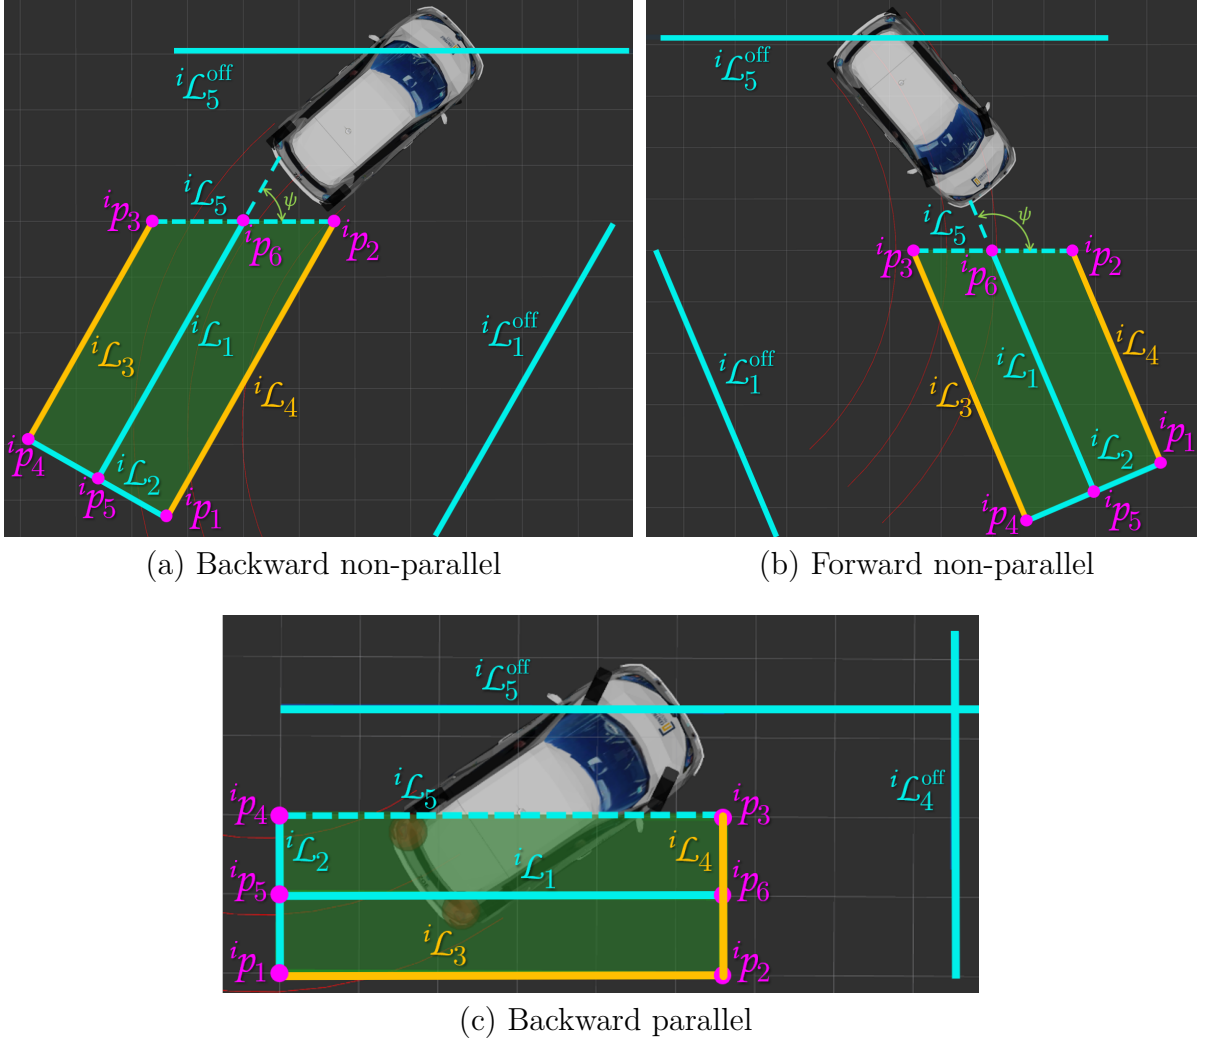 ⁱℒ₅ᵒᶠᶠ
ⁱℒ₅
ψ
ⁱp₃
ⁱp₆
ⁱp₂
ⁱℒ₁
ⁱℒ₁ᵒᶠᶠ
ⁱℒ₃
ⁱℒ₄
ⁱp₄
ⁱℒ₂
ⁱp₅
ⁱp₁
(a) Backward non-parallel
ⁱℒ₅ᵒᶠᶠ
ⁱℒ₅
ψ
ⁱp₃
ⁱp₆
ⁱp₂
ⁱℒ₁ᵒᶠᶠ
ⁱℒ₃
ⁱℒ₁
ⁱℒ₄
ⁱℒ₂
ⁱp₁
ⁱp₄
ⁱp₅
(b) Forward non-parallel
ⁱℒ₅ᵒᶠᶠ
ⁱℒ₅
ⁱℒ₄ᵒᶠᶠ
ⁱp₄
ⁱp₃
ⁱℒ₂
ⁱℒ₁
ⁱℒ₄
ⁱp₅
ⁱp₆
ⁱℒ₃
ⁱp₁
ⁱp₂
(c) Backward parallel